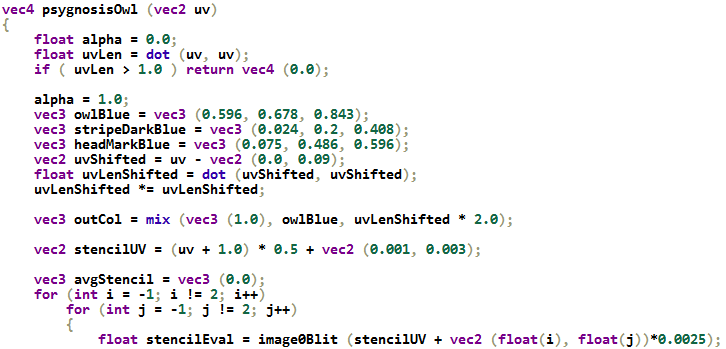 vec4 psygnosisOwl (vec2 uv)
{
    float alpha = 0.0;
    float uvLen = dot (uv, uv);
    if ( uvLen > 1.0 ) return vec4 (0.0);

    alpha = 1.0;
    vec3 owlBlue = vec3 (0.596, 0.678, 0.843);
    vec3 stripeDarkBlue = vec3 (0.024, 0.2, 0.408);
    vec3 headMarkBlue = vec3 (0.075, 0.486, 0.596);
    vec2 uvShifted = uv - vec2 (0.0, 0.09);
    float uvLenShifted = dot (uvShifted, uvShifted);
    uvLenShifted *= uvLenShifted;

    vec3 outCol = mix (vec3 (1.0), owlBlue, uvLenShifted * 2.0);

    vec2 stencilUV = (uv + 1.0) * 0.5 + vec2 (0.001, 0.003);

    vec3 avgStencil = vec3 (0.0);
    for (int i = -1; i != 2; i++)
        for (int j = -1; j != 2; j++)
        {
            float stencilEval = image0Blit (stencilUV + vec2 (float(i), float(j))*0.0025);